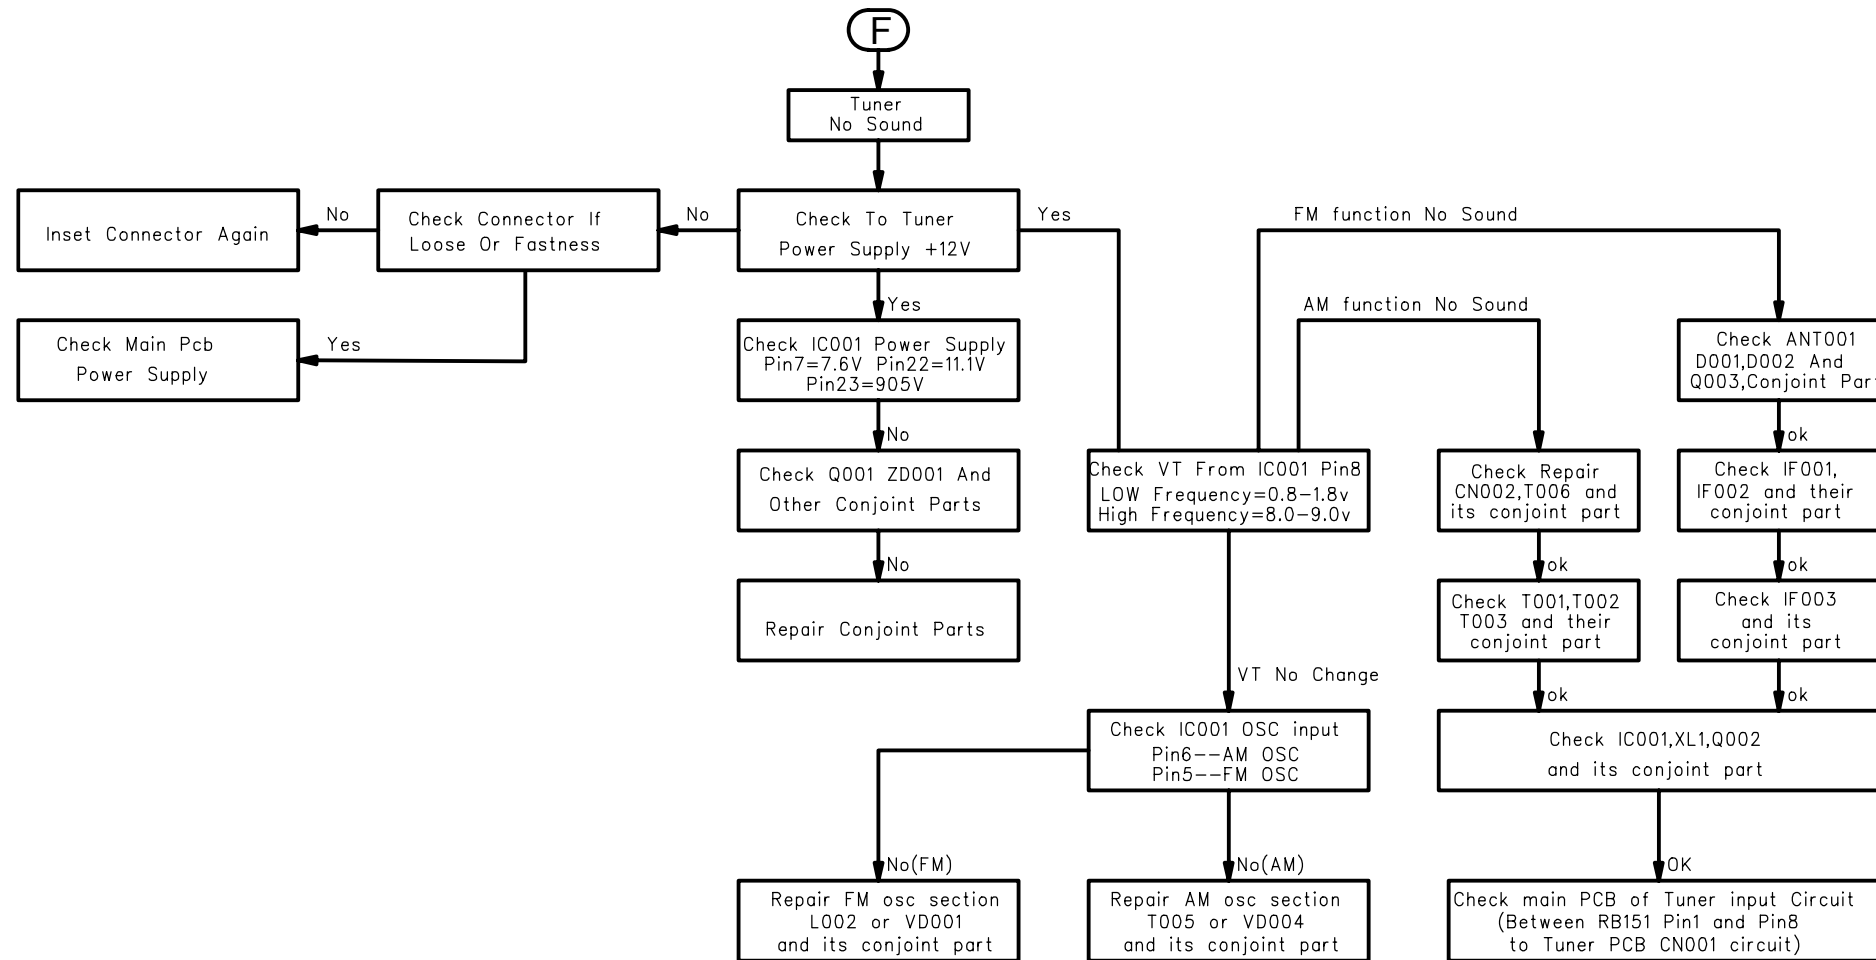 F
Tuner
No Sound
Inset Connector Again
No
Check Connector If
Loose Or Fastness
No
Check To Tuner
Power Supply +12V
Yes
FM function No Sound
AM function No Sound
Check Main Pcb
Power Supply
Yes
Yes
Check IC001 Power Supply
Pin7=7.6V Pin22=11.1V
Pin23=905V
Check ANT001
D001,D002 And
Q003,Conjoint Part
No
ok
Check Q001 ZD001 And
Other Conjoint Parts
Check VT From IC001 Pin8
LOW Frequency=0.8-1.8v
High Frequency=8.0-9.0v
Check Repair
CN002,T006 and
its conjoint part
Check IF001,
IF002 and their
conjoint part
No
ok
ok
Repair Conjoint Parts
Check T001,T002
T003 and their
conjoint part
Check IF003
and its
conjoint part
VT No Change
ok
ok
Check IC001 OSC input
Pin6--AM OSC
Pin5--FM OSC
Check IC001,XL1,Q002
and its conjoint part
No(FM)
No(AM)
OK
Repair FM osc section
L002 or VD001
and its conjoint part
Repair AM osc section
T005 or VD004
and its conjoint part
Check main PCB of Tuner input Circuit
(Between RB151 Pin1 and Pin8
to Tuner PCB CN001 circuit)